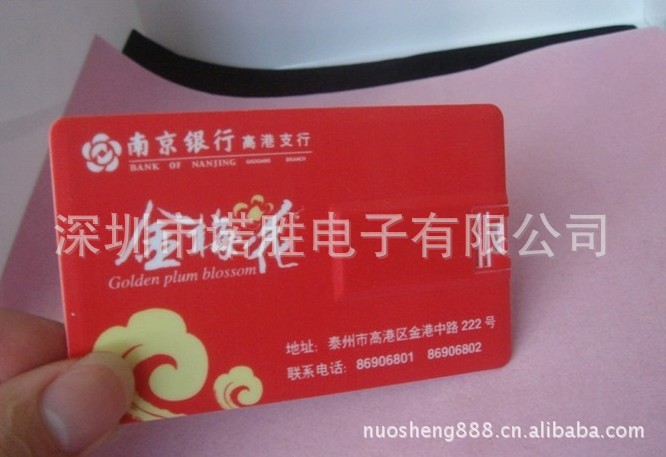 南京银行 高港支行
BANK OF NANJING GAOGANG BRANCH
金梅花
Golden plum blossom
深圳市诺胜电子有限公司
地址：泰州市高港区金港中路 222 号
联系电话：86906801 86906802
nuosheng888.cn.alibaba.com